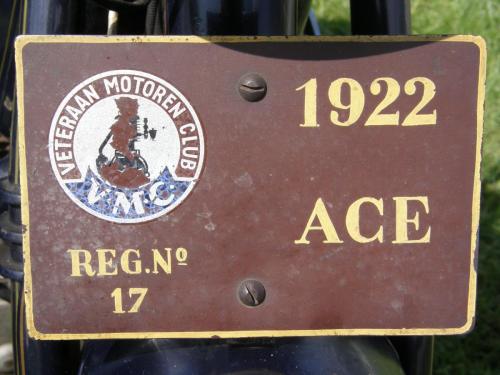 VETERAAN MOTOREN CLUB
VMC
REG.Nº
17
1922
ACE